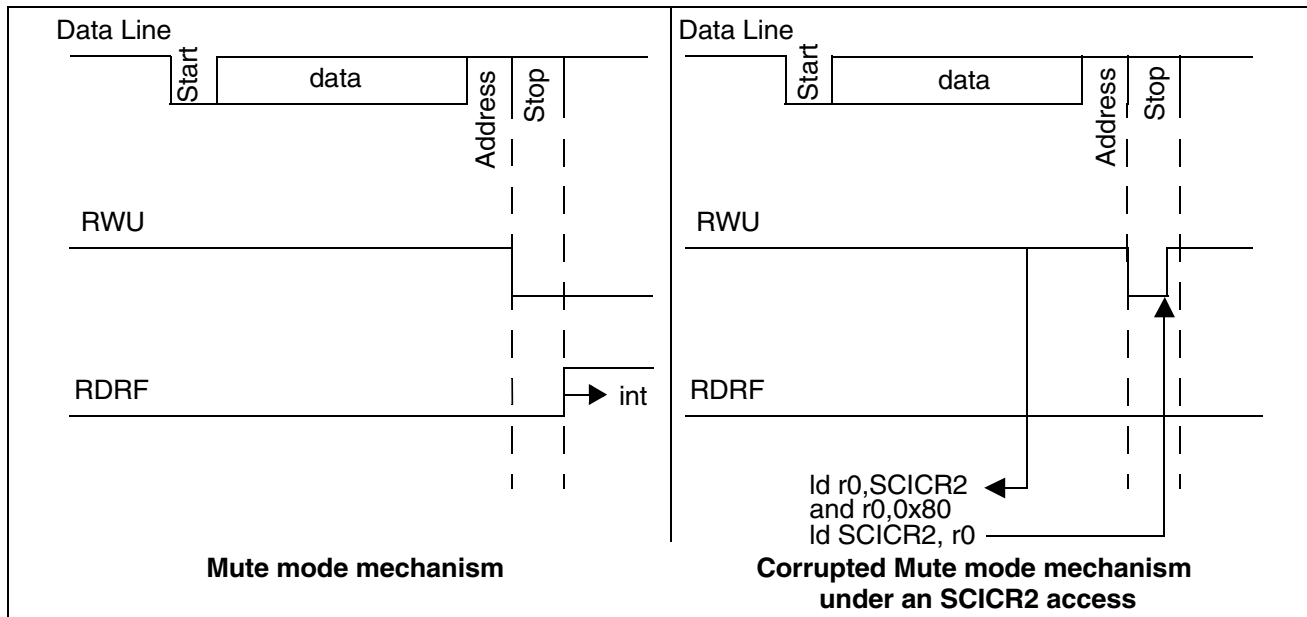 Data Line
Start
data
Address
Stop
RWU
RDRF
int
Mute mode mechanism
Data Line
Start
data
Address
Stop
RWU
RDRF
ld r0,SCICR2
and r0,0x80
ld SCICR2, r0
Corrupted Mute mode mechanism
under an SCICR2 access